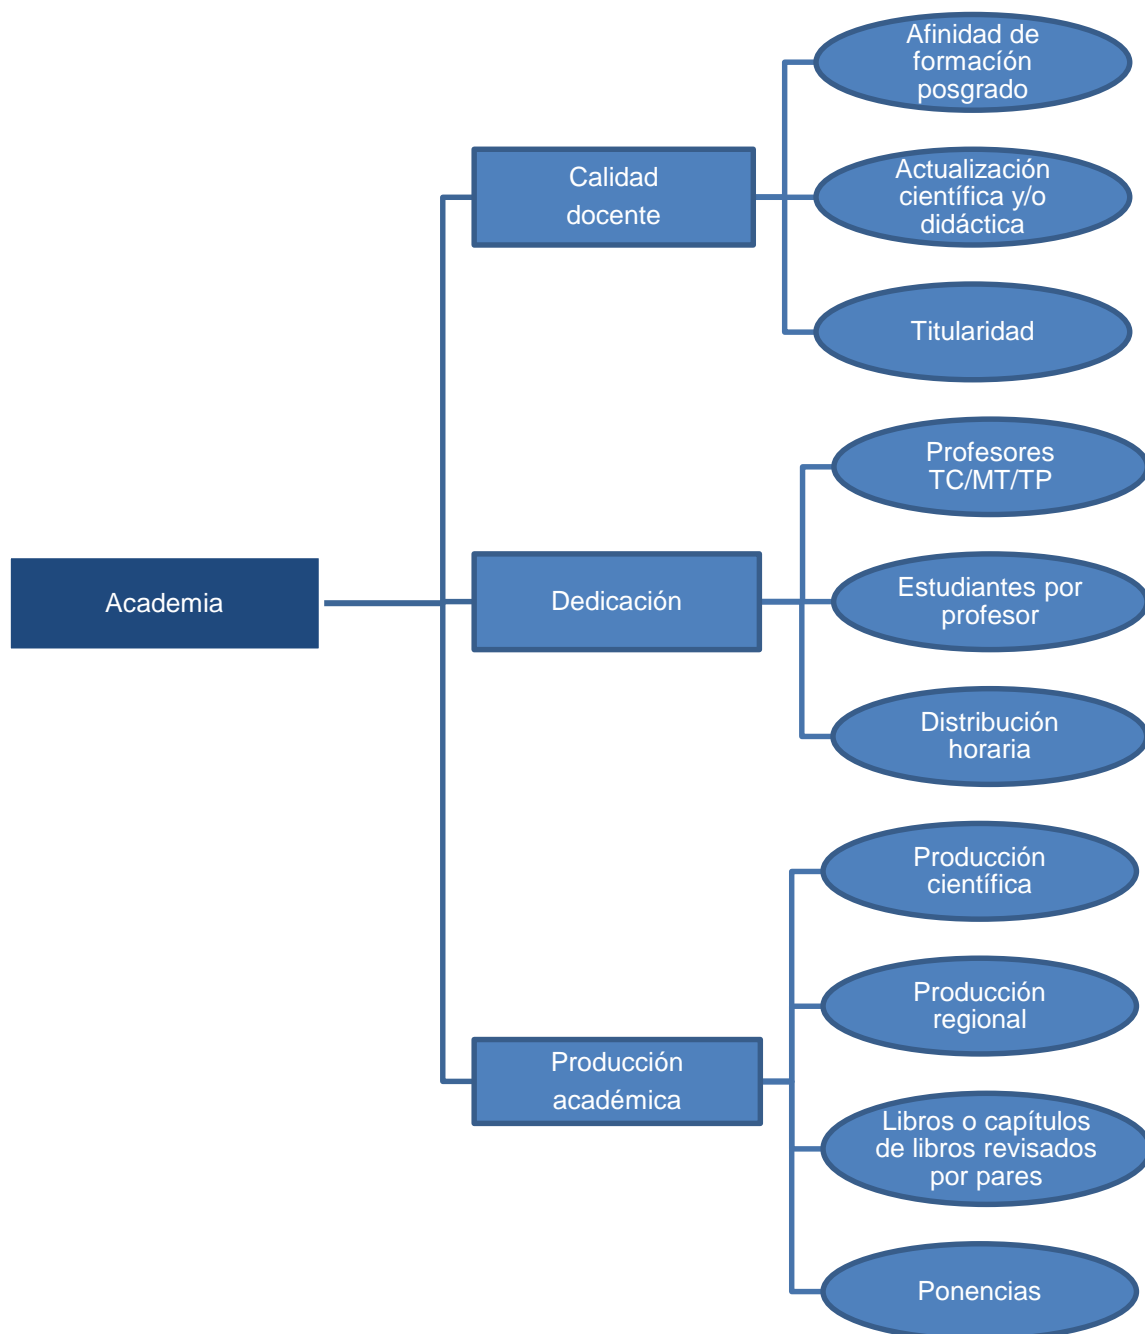 Academia
Calidad
docente
Afinidad de
formacíón
posgrado
Actualización
científica y/o
didáctica
Titularidad
Dedicación
Profesores
TC/MT/TP
Estudiantes por
profesor
Distribución
horaria
Producción
académica
Producción
científica
Producción
regional
Libros o capítulos
de libros revisados
por pares
Ponencias